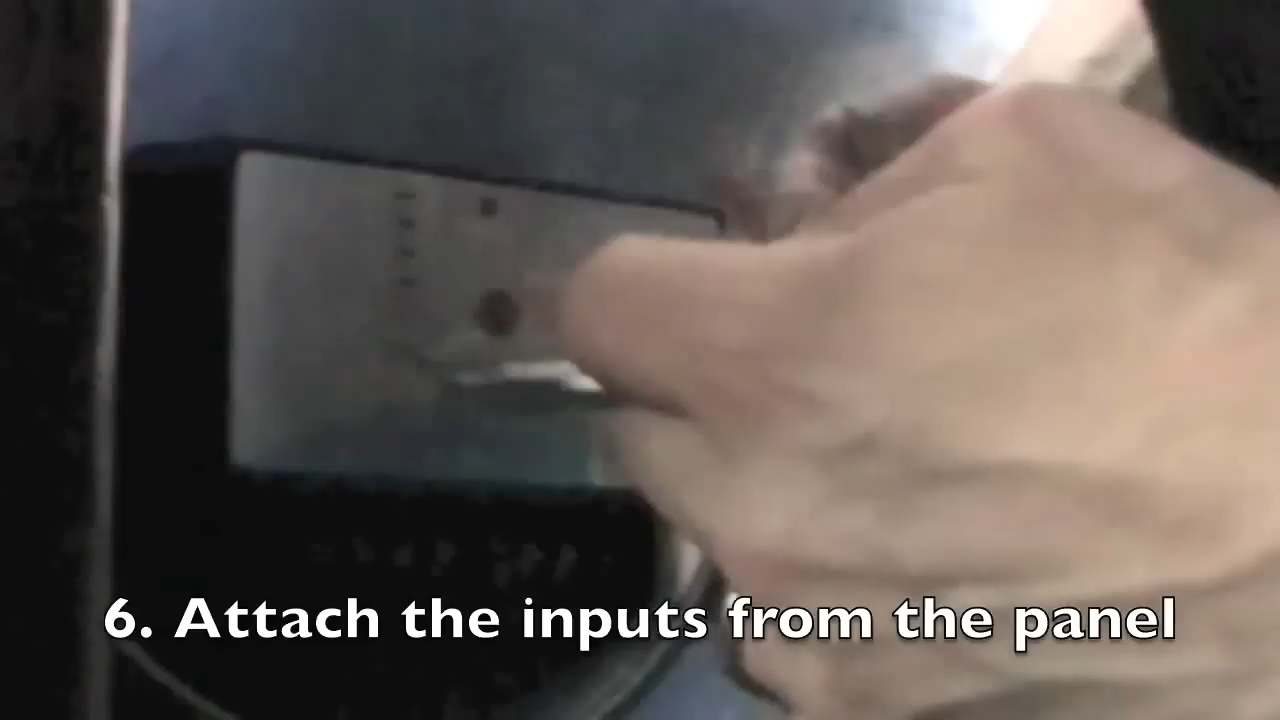 6. Attach the inputs from the panel